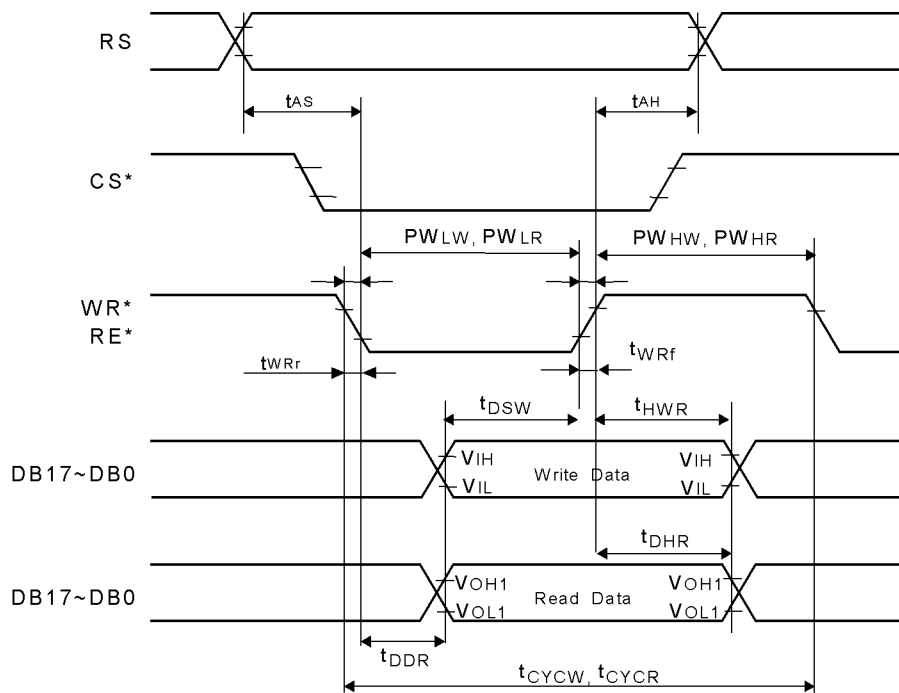 RS
tAS
tAH
CS*
PWLW, PWLR
PWHW, PWHR
WR*
RE*
tWRr
tWRf
tDSW
tHWR
DB17~DB0
VIH
VIL
Write Data
VIH
VIL
tDHR
DB17~DB0
VOH1
VOL1
Read Data
VOH1
VOL1
tDDR
tCYCW, tCYCR